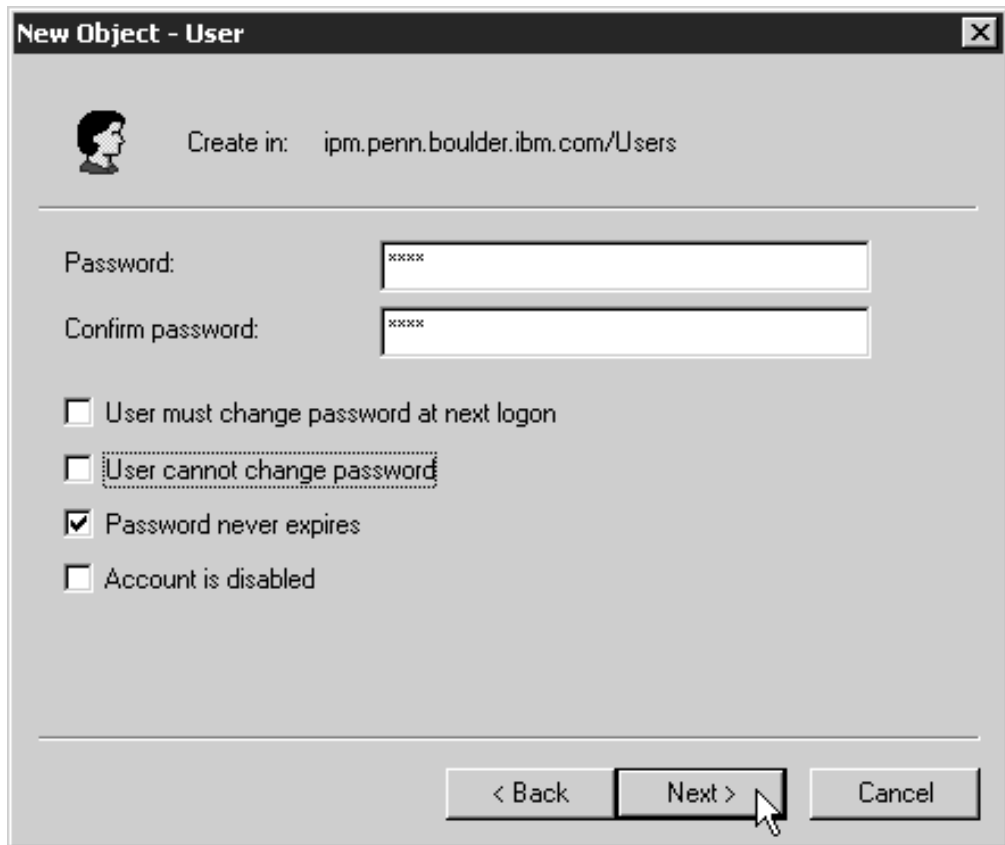 New Object - User
Create in: ipm.penn.boulder.ibm.com/Users
Password: ****
Confirm password: ****
User must change password at next logon
User cannot change password
Password never expires
Account is disabled
< Back Next > Cancel